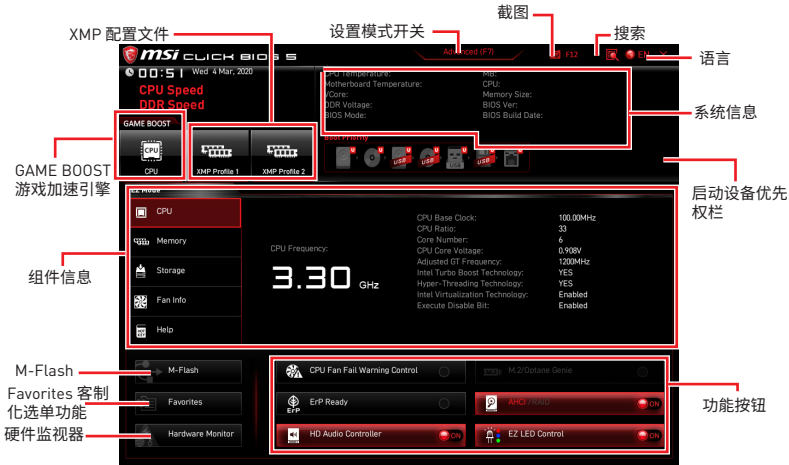 截图
XMP 配置文件
设置模式开关
搜索
msi CLICK BIOS 5
Advanced (F7)
F12
EN
X
语言
00:51 Wed 4 Mar, 2020
CPU Speed
DDR Speed
CPU Temperature:
Motherboard Temperature:
VCore:
DDR Voltage:
BIOS Mode:
MB:
CPU:
Memory Size:
BIOS Ver:
BIOS Build Date:
系统信息
GAME BOOST
CPU
CPU
XMP Profile 1
XMP Profile 2
Boot Priority
U U U U U U U
USB USB USB USB
GAME BOOST
游戏加速引擎
启动设备优先
权栏
EZ Mode
CPU
Memory
Storage
Fan Info
Help
组件信息
CPU Frequency:
3.30 GHz
CPU Base Clock: 100.00MHz
CPU Ratio: 33
Core Number: 6
CPU Core Voltage: 0.908V
Adjusted GT Frequency: 1200MHz
Intel Turbo Boost Technology: YES
Hyper-Threading Technology: YES
Intel Virtualization Technology: Enabled
Execute Disable Bit: Enabled
M-Flash
M-Flash
Favorites 客制
化选单功能
Favorites
硬件监视器
Hardware Monitor
CPU Fan Fail Warning Control
M.2/Optane Genie
ErP
ErP Ready
AHCI /RAID
ON
HD Audio Controller
ON
EZ LED Control
ON
功能按钮